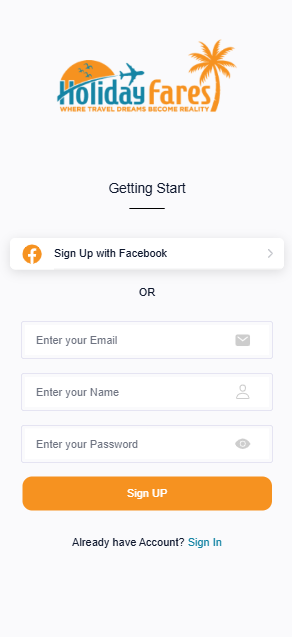 Holiday Fares
WHERE TRAVEL DREAMS BECOME REALITY
Getting Start
Sign Up with Facebook
OR
Enter your Email
Enter your Name
Enter your Password
Sign UP
Already have Account? Sign In